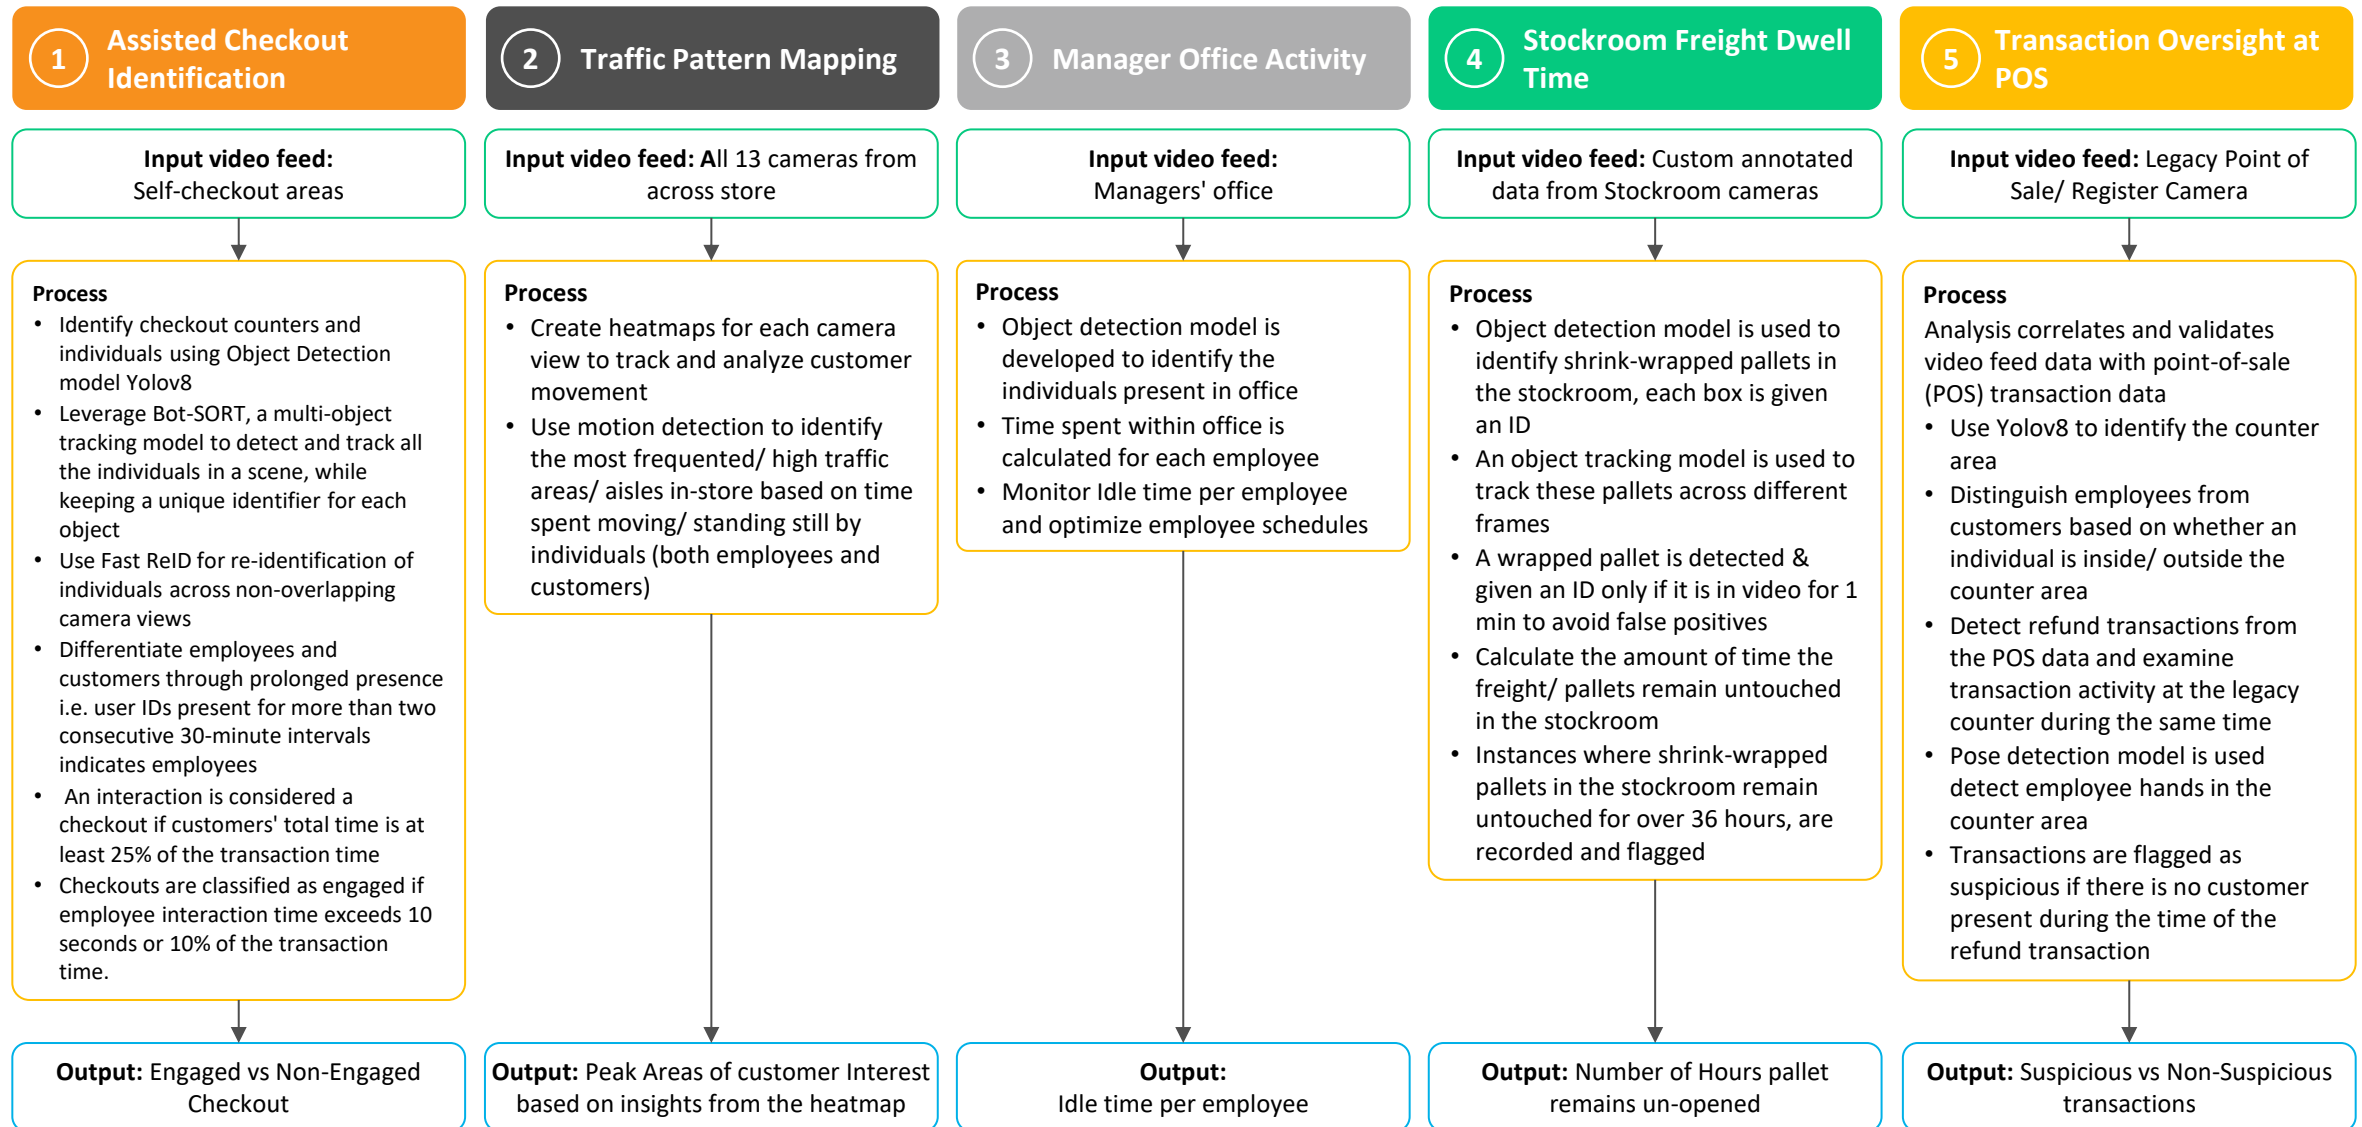 1
Assisted Checkout
Identification
Input video feed:
Self-checkout areas
Process
• Identify checkout counters and
individuals using Object Detection
model Yolov8
• Leverage Bot-SORT, a multi-object
tracking model to detect and track all
the individuals in a scene, while
keeping a unique identifier for each
object
• Use Fast ReID for re-identification of
individuals across non-overlapping
camera views
• Differentiate employees and
customers through prolonged presence
i.e. user IDs present for more than two
consecutive 30-minute intervals
indicates employees
• An interaction is considered a
checkout if customers' total time is at
least 25% of the transaction time
• Checkouts are classified as engaged if
employee interaction time exceeds 10
seconds or 10% of the transaction
time.
Output: Engaged vs Non-Engaged
Checkout
2
Traffic Pattern Mapping
Input video feed: All 13 cameras from
across store
Process
• Create heatmaps for each camera
view to track and analyze customer
movement
• Use motion detection to identify
the most frequented/ high traffic
areas/ aisles in-store based on time
spent moving/ standing still by
individuals (both employees and
customers)
Output: Peak Areas of customer Interest
based on insights from the heatmap
3
Manager Office Activity
Input video feed:
Managers' office
Process
• Object detection model is
developed to identify the
individuals present in office
• Time spent within office is
calculated for each employee
• Monitor Idle time per employee
and optimize employee schedules
Output:
Idle time per employee
4
Stockroom Freight Dwell
Time
Input video feed: Custom annotated
data from Stockroom cameras
Process
• Object detection model is used to
identify shrink-wrapped pallets in
the stockroom, each box is given
an ID
• An object tracking model is used to
track these pallets across different
frames
• A wrapped pallet is detected &
given an ID only if it is in video for 1
min to avoid false positives
• Calculate the amount of time the
freight/ pallets remain untouched
in the stockroom
• Instances where shrink-wrapped
pallets in the stockroom remain
untouched for over 36 hours, are
recorded and flagged
Output: Number of Hours pallet
remains un-opened
5
Transaction Oversight at
POS
Input video feed: Legacy Point of
Sale/ Register Camera
Process
Analysis correlates and validates
video feed data with point-of-sale
(POS) transaction data
• Use Yolov8 to identify the counter
area
• Distinguish employees from
customers based on whether an
individual is inside/ outside the
counter area
• Detect refund transactions from
the POS data and examine
transaction activity at the legacy
counter during the same time
• Pose detection model is used
detect employee hands in the
counter area
• Transactions are flagged as
suspicious if there is no customer
present during the time of the
refund transaction
Output: Suspicious vs Non-Suspicious
transactions